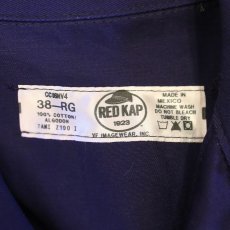 38-RG
100% COTTON/
ALGODON
RED KAP
1923
VF IMAGEWEAR, INC.
MADE IN
MEXICO
MACHINE WASH
DO NOT BLEACH
TUMBLE DRY